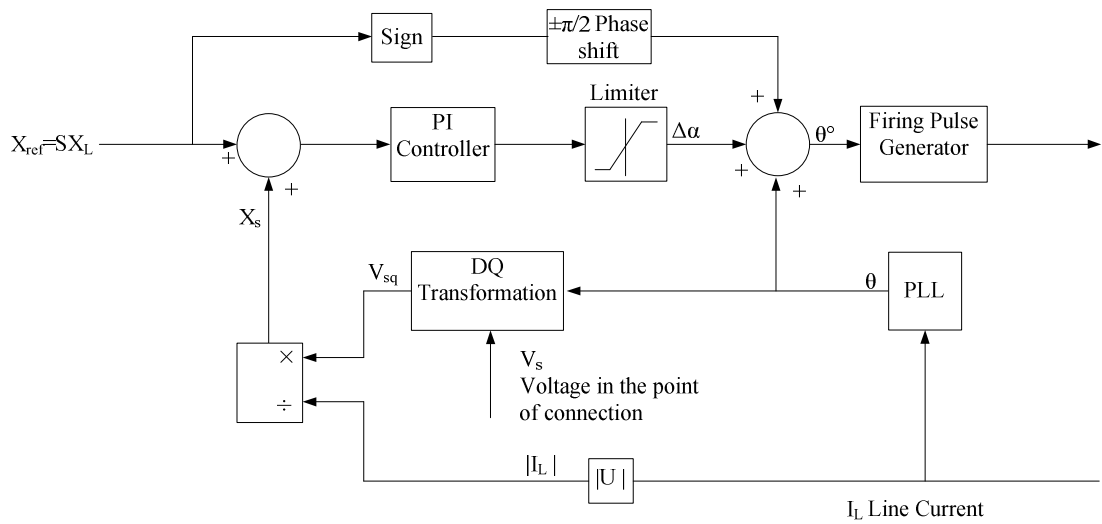 Sign
±π/2 Phase
shift
Limiter
X_ref=SX_L
+
+
PI
Controller
Δα
+
+
+
θ°
Firing Pulse
Generator
X_s
V_sq
DQ
Transformation
θ
PLL
×
÷
V_s
Voltage in the point
of connection
|I_L|
|U|
I_L Line Current